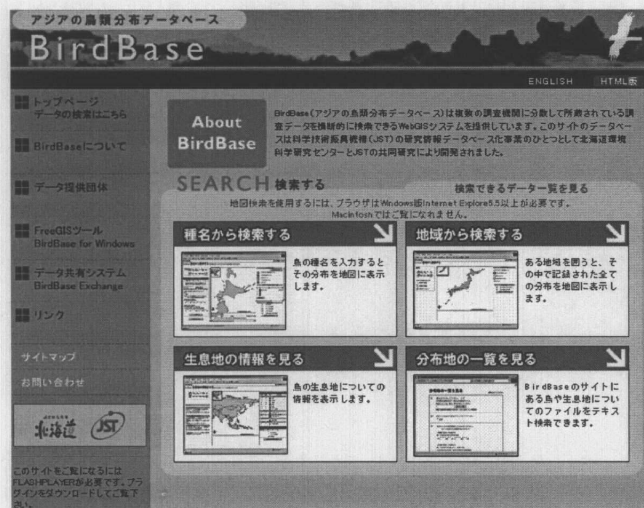 アジアの鳥類分布データベース
BirdBase
ENGLISH
HTML版
トップページ
データの検索はこちら
BirdBaseについて
データ提供団体
FreeGISツール
BirdBase for Windows
データ共有システム
BirdBase Exchange
リンク
サイトマップ
お問い合わせ
北海道
JST
このサイトをご覧になるには
FLASHPLAYERが必要です。プラ
グインをダウンロードしてご覧下
さい。
About
BirdBase
BirdBase(アジアの鳥類分布データベース)は複数の調査機関に分散して所蔵されている調
査データを横断的に検索できるWebGISシステムを提供しています。このサイトのデータベー
スは科学技術振興機構(JST)の研究情報データベース化事業のひとつとして北海道環境
科学研究センターとJSTの共同研究により開発されました。
SEARCH 検索する
検索できるデータ一覧を見る
地図検索を使用するには、ブラウザはWindows版Internet Explore5.5以上が必要です。
Macintoshではご覧になれません。
種名から検索する
鳥の種名を入力すると
その分布を地図に表示
します。
地域から検索する
ある地域を囲うと、そ
の中で記録された全て
の分布を地図に表示し
ます。
生息地の情報を見る
鳥の生息地についての
情報を表示します。
分布地の一覧を見る
BirdBaseのサイトに
ある鳥や生息地につい
てのファイルをテキス
ト検索できます。